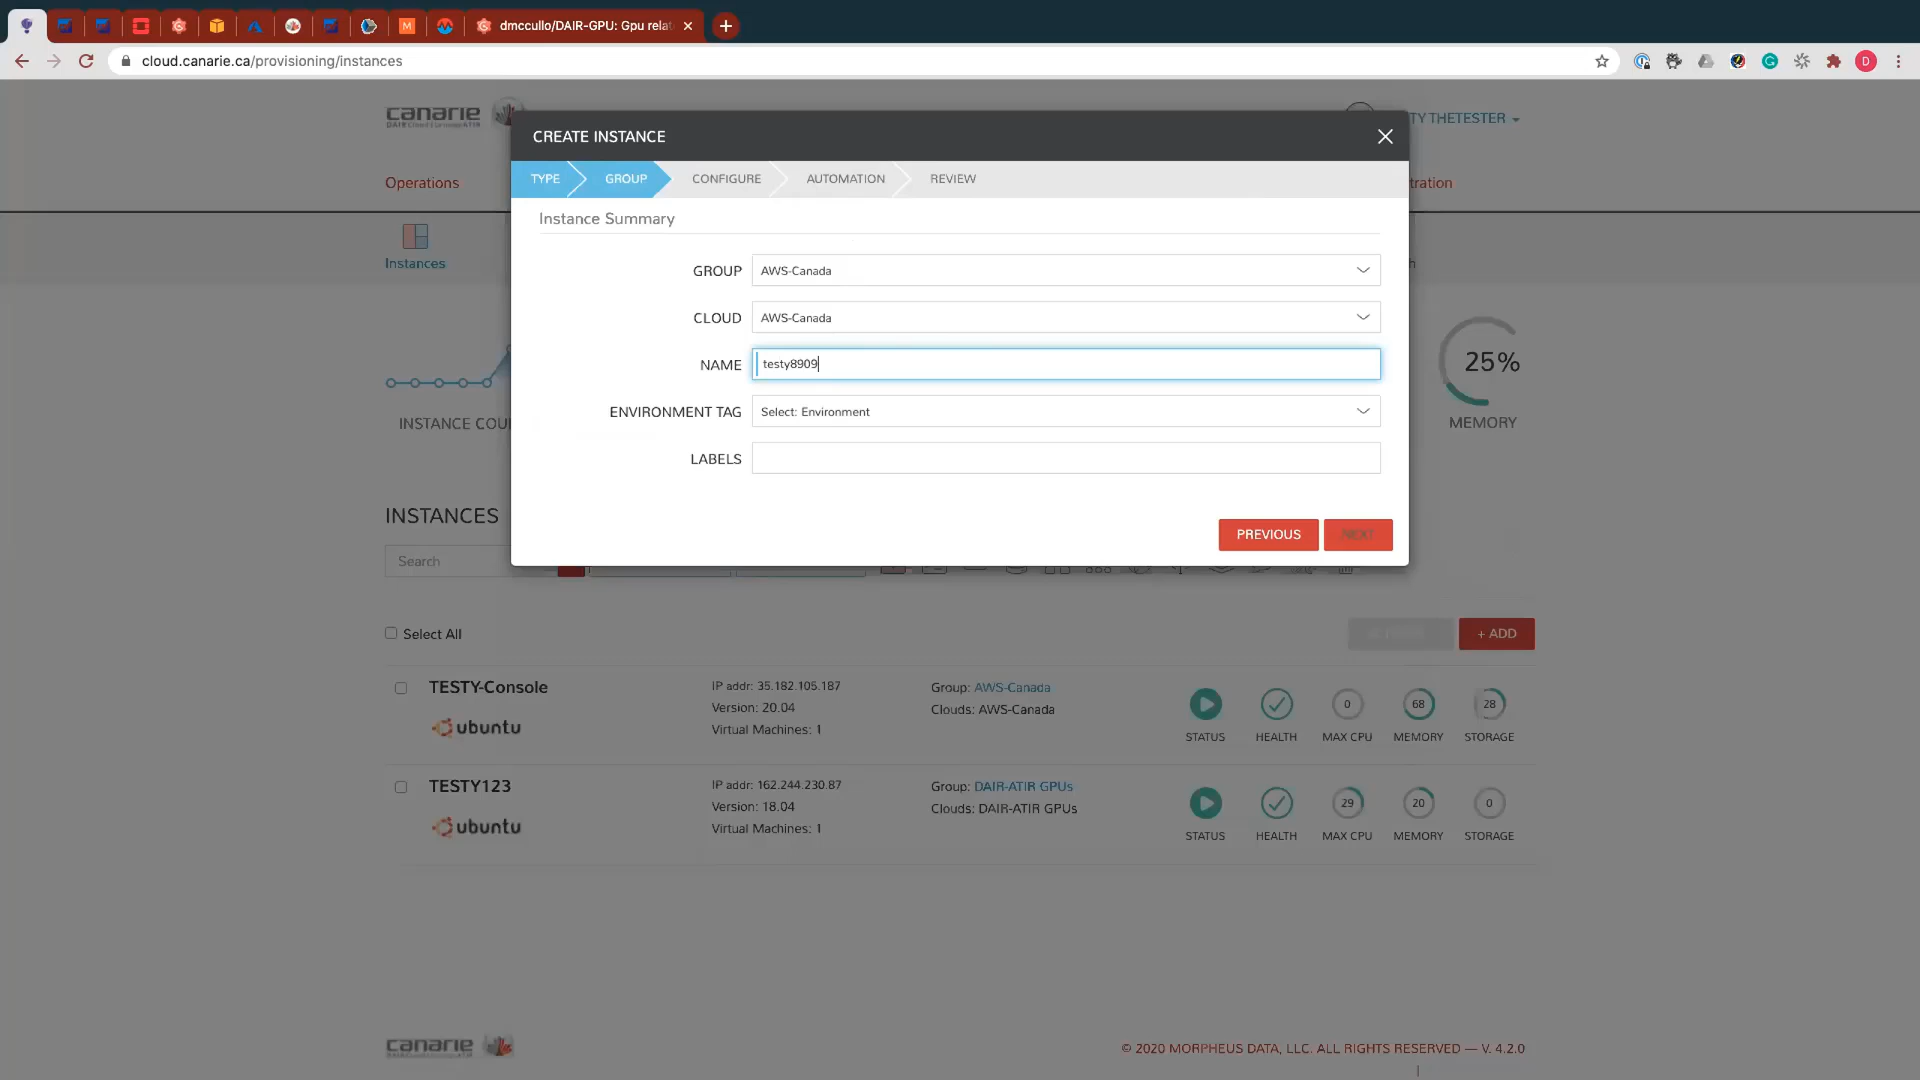 dmccullo/DAIR-GPU: Gpu rela
cloud.canarie.ca/provisioning/instances
D
canarie
TY THETESTER
Operations
tration
CREATE INSTANCE
TYPE
GROUP
CONFIGURE
AUTOMATION
REVIEW
Instance Summary
Instances
h
GROUP
AWS-Canada
CLOUD
AWS-Canada
NAME
testy8909
ENVIRONMENT TAG
Select: Environment
LABELS
25%
MEMORY
INSTANCE COU
PREVIOUS
NEXT
INSTANCES
Search
Select All
+ ADD
TESTY-Console
ubuntu
IP addr: 35.182.105.187
Version: 20.04
Virtual Machines: 1
Group: AWS-Canada
Clouds: AWS-Canada
0
68
28
STATUS
HEALTH
MAX CPU
MEMORY
STORAGE
TESTY123
ubuntu
IP addr: 162.244.230.87
Version: 18.04
Virtual Machines: 1
Group: DAIR-ATIR GPUs
Clouds: DAIR-ATIR GPUs
29
20
0
STATUS
HEALTH
MAX CPU
MEMORY
STORAGE
canarie
© 2020 MORPHEUS DATA, LLC. ALL RIGHTS RESERVED — V. 4.2.0